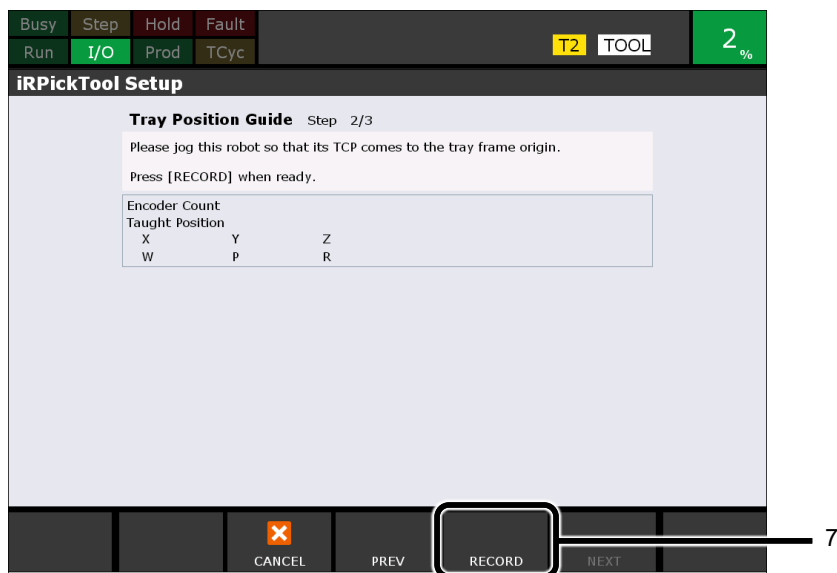 Busy Step Hold Fault
Run I/O Prod TCyc T2 TOOL 2 %
iRPickTool Setup
Tray Position Guide Step 2/3
Please jog this robot so that its TCP comes to the tray frame origin.
Press [RECORD] when ready.
Encoder Count
Taught Position
X Y Z
W P R
CANCEL PREV RECORD NEXT
7